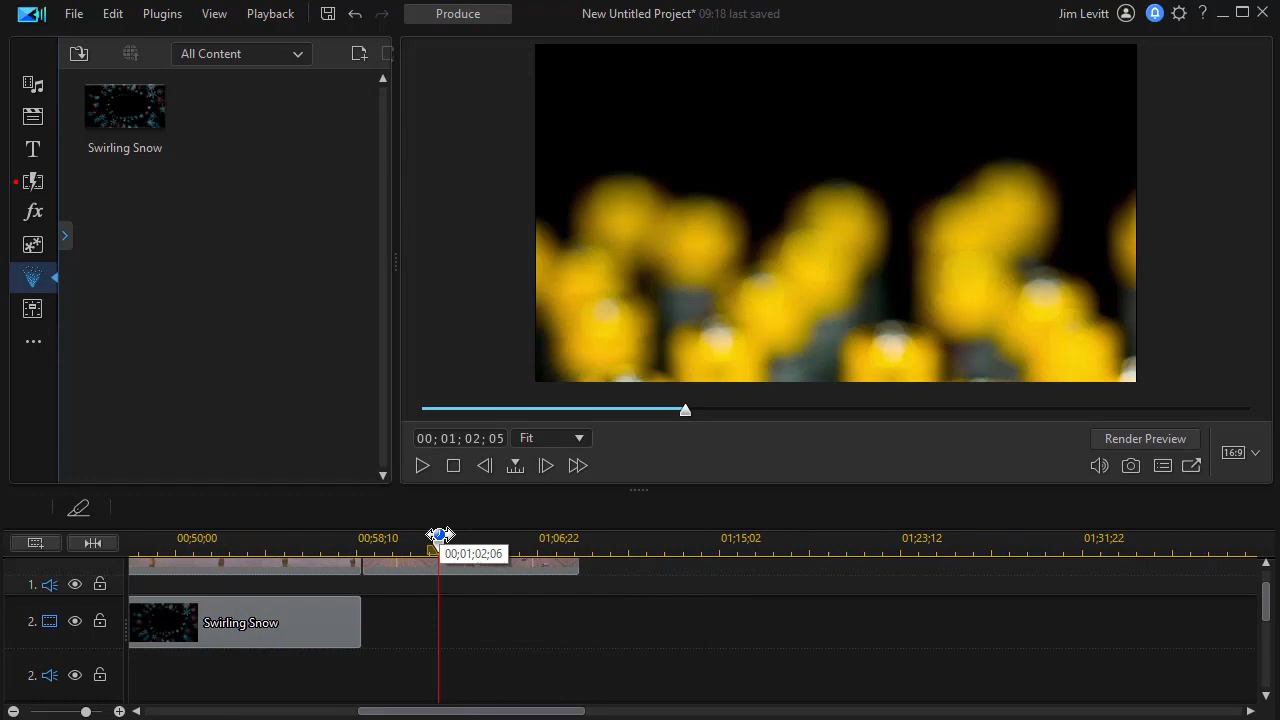 File Edit Plugins View Playback Produce New Untitled Project* 09:18 last saved Jim Levitt ?
All Content
Swirling Snow
T
fx
00; 01; 02; 05 Fit Render Preview
16:9
00;50;00 00;58;10 01;06;22 01;15;02 01;23;12 01;31;22
00;01;02;06
1.
2. Swirling Snow
2.